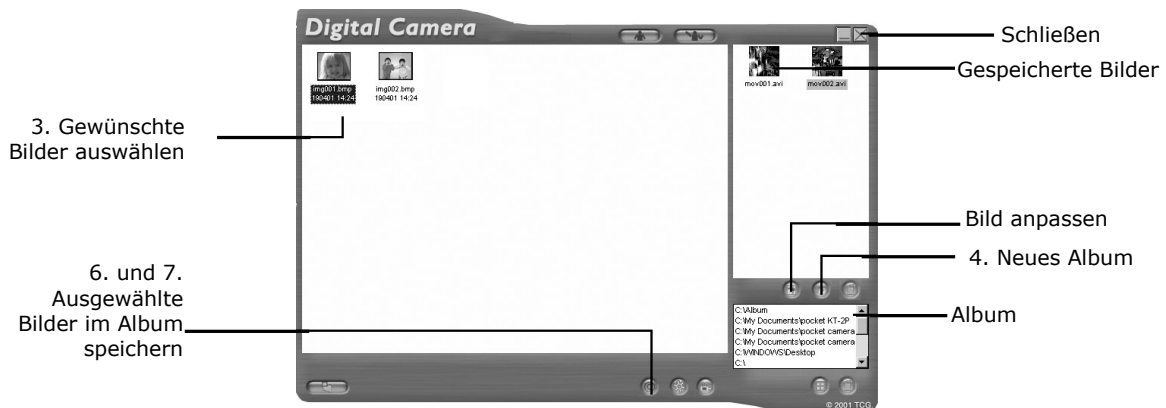 Digital Camera
Schließen
Gespeicherte Bilder
mov001.avi
mov002.avi
img001.bmp
190401 14:24
img002.bmp
190401 14:24
3. Gewünschte
Bilder auswählen
Bild anpassen
4. Neues Album
6. und 7.
Ausgewählte
Bilder im Album
speichern
Album
C:\Album
C:\My Documents\pocket KT-2P
C:\My Documents\pocket camera
C:\My Documents\pocket camera
C:\WINDOWS\Desktop
C:\
© 2001 TCG